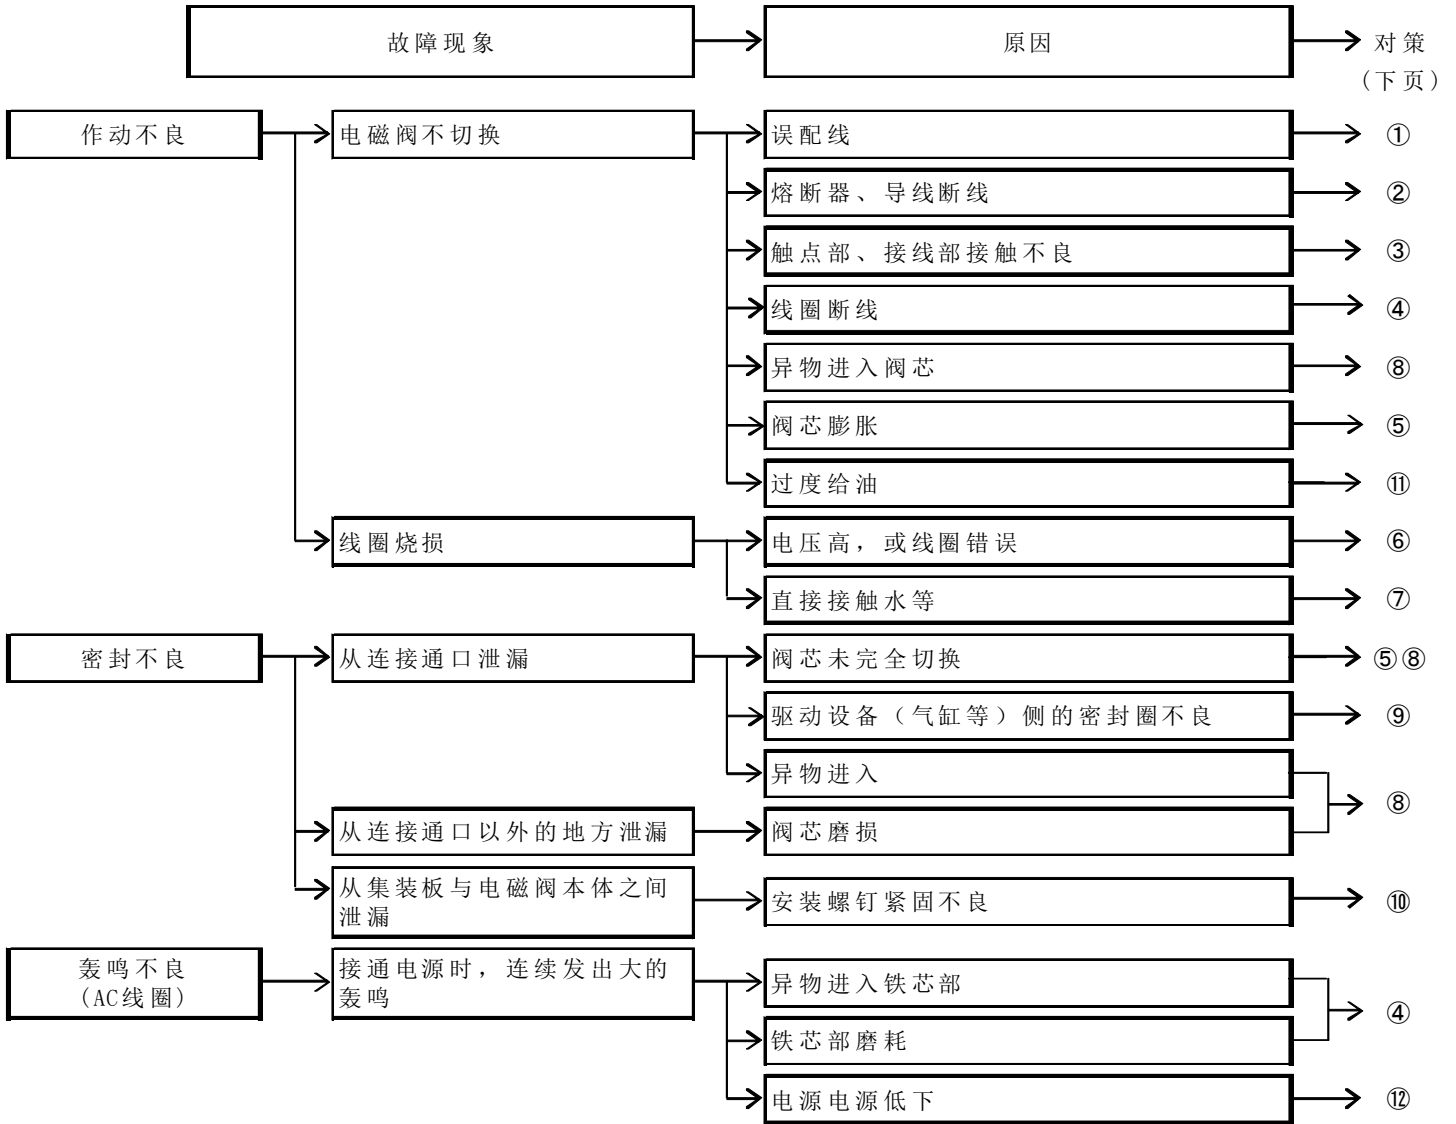 故障现象
原因
对策
(下页)
作动不良
电磁阀不切换
误配线
①
熔断器、导线断线
②
触点部、接线部接触不良
③
线圈断线
④
异物进入阀芯
⑧
阀芯膨胀
⑤
过度给油
⑪
线圈烧损
电压高，或线圈错误
⑥
直接接触水等
⑦
密封不良
从连接通口泄漏
阀芯未完全切换
⑤⑧
驱动设备（气缸等）侧的密封圈不良
⑨
异物进入
⑧
从连接通口以外的地方泄漏
阀芯磨损
从集装板与电磁阀本体之间
泄漏
安装螺钉紧固不良
⑩
轰鸣不良
(AC线圈)
接通电源时，连续发出大的
轰鸣
异物进入铁芯部
④
铁芯部磨耗
电源电源低下
⑫